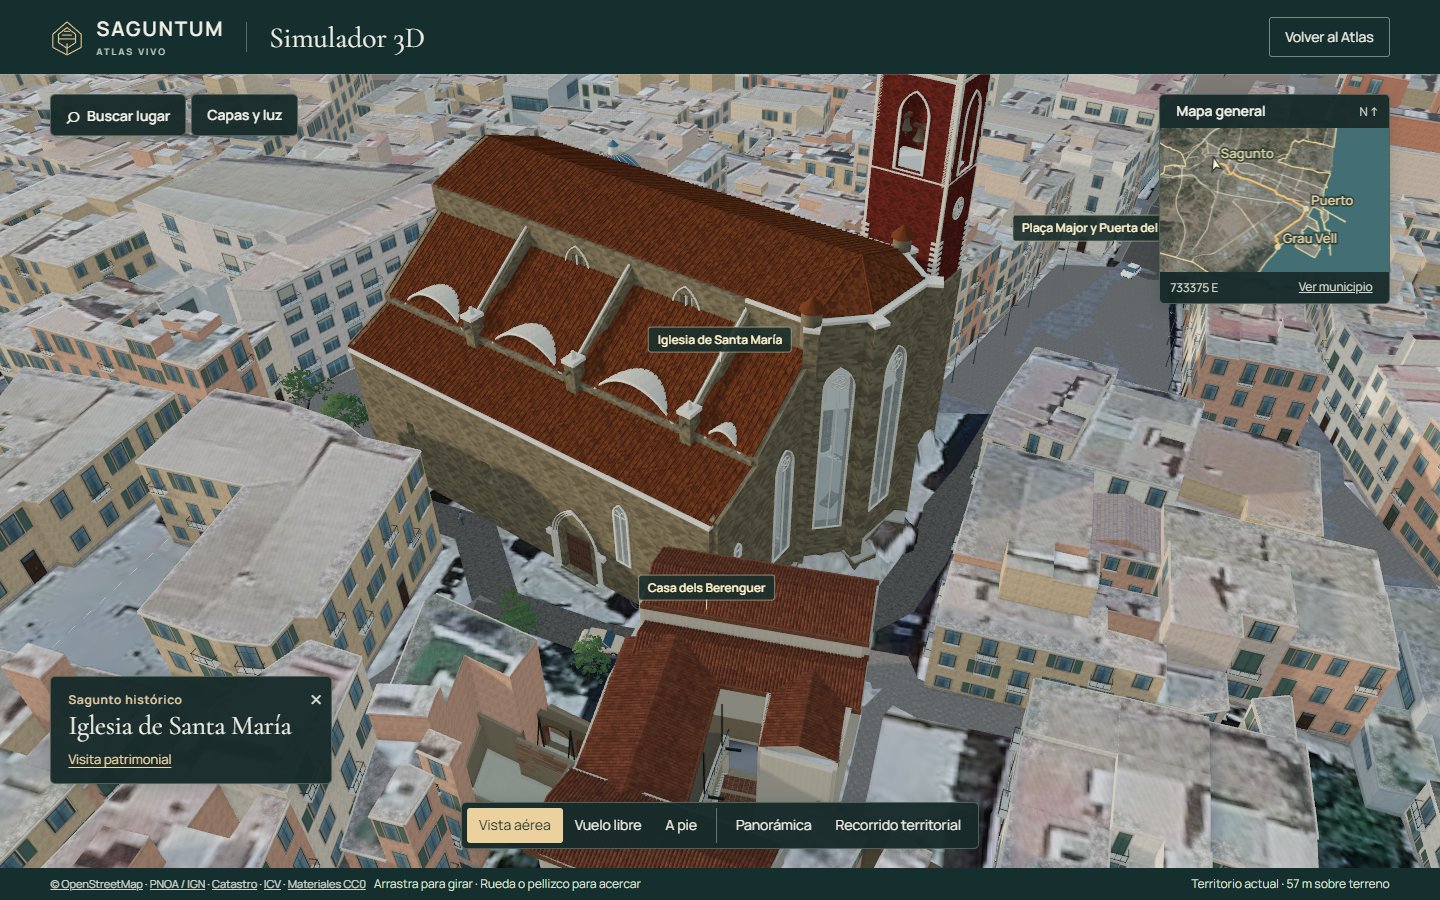 SAGUNTUM
ATLAS VIVO
Simulador 3D
Volver al Atlas
Buscar lugar
Capas y luz
Mapa general
N ↑
Sagunto
Puerto
Grau Vell
733375 E
Ver municipio
Plaça Major y Puerta del
Iglesia de Santa María
Casa dels Berenguer
Sagunto histórico
Iglesia de Santa María
Visita patrimonial
Vista aérea
Vuelo libre
A pie
Panorámica
Recorrido territorial
© OpenStreetMap · PNOA / IGN · Catastro · ICV · Materiales CC0 Arrastra para girar · Rueda o pellizco para acercar
Territorio actual · 57 m sobre terreno